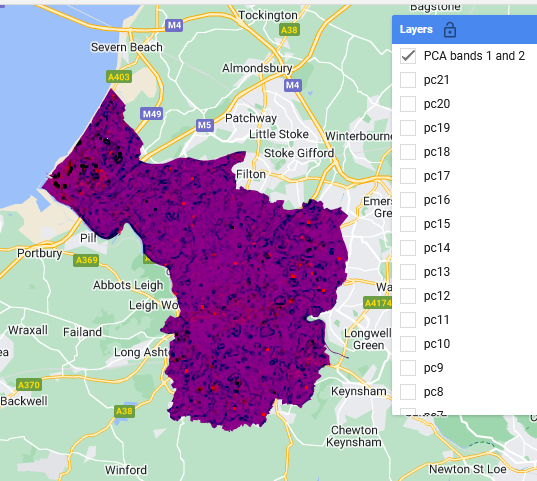 Bagstone
Tockington
M4
A38
Severn Beach
Almondsbury
A403
M4
M49
M5
Patchway
Little Stoke
Winterbourne
Stoke Gifford
Filton
Emers
Gre
Pill
Portbury
A369
Abbots Leigh
Leigh Wo
A4174
Wraxall
Failand
Longwell
Green
Long Asht
A370
Backwell
Keynsham
A38
Chewton
Keynsham
Winford
Newton St Loe
Layers
PCA bands 1 and 2
pc21
pc20
pc19
pc18
pc17
pc16
pc15
pc14
pc13
pc12
pc11
pc10
pc9
pc8
pc7